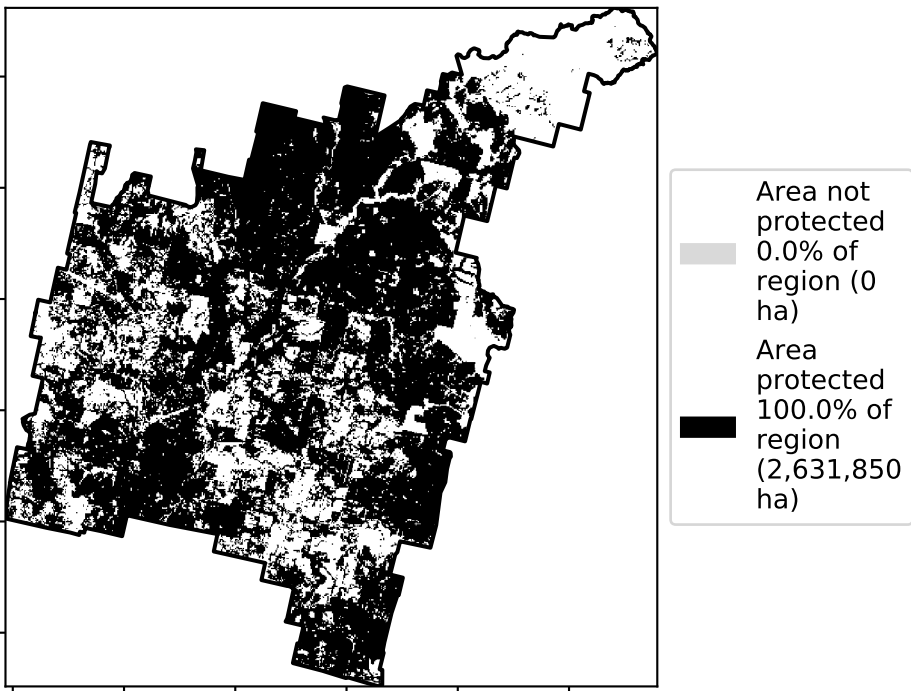 Area not
protected
0.0% of
region (0
ha)
Area
protected
100.0% of
region
(2,631,850
ha)